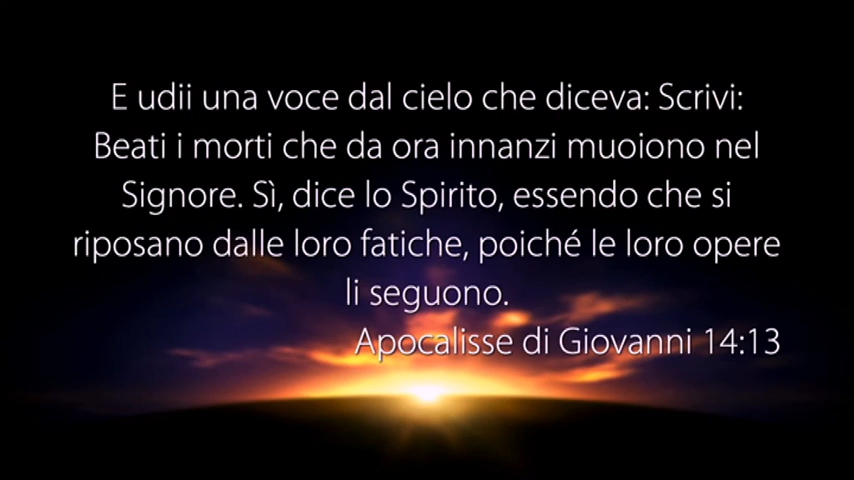 E udii una voce dal cielo che diceva: Scrivi:
Beati i morti che da ora innanzi muoiono nel
Signore. Sì, dice lo Spirito, essendo che si
riposano dalle loro fatiche, poiché le loro opere
li seguono.
Apocalisse di Giovanni 14:13